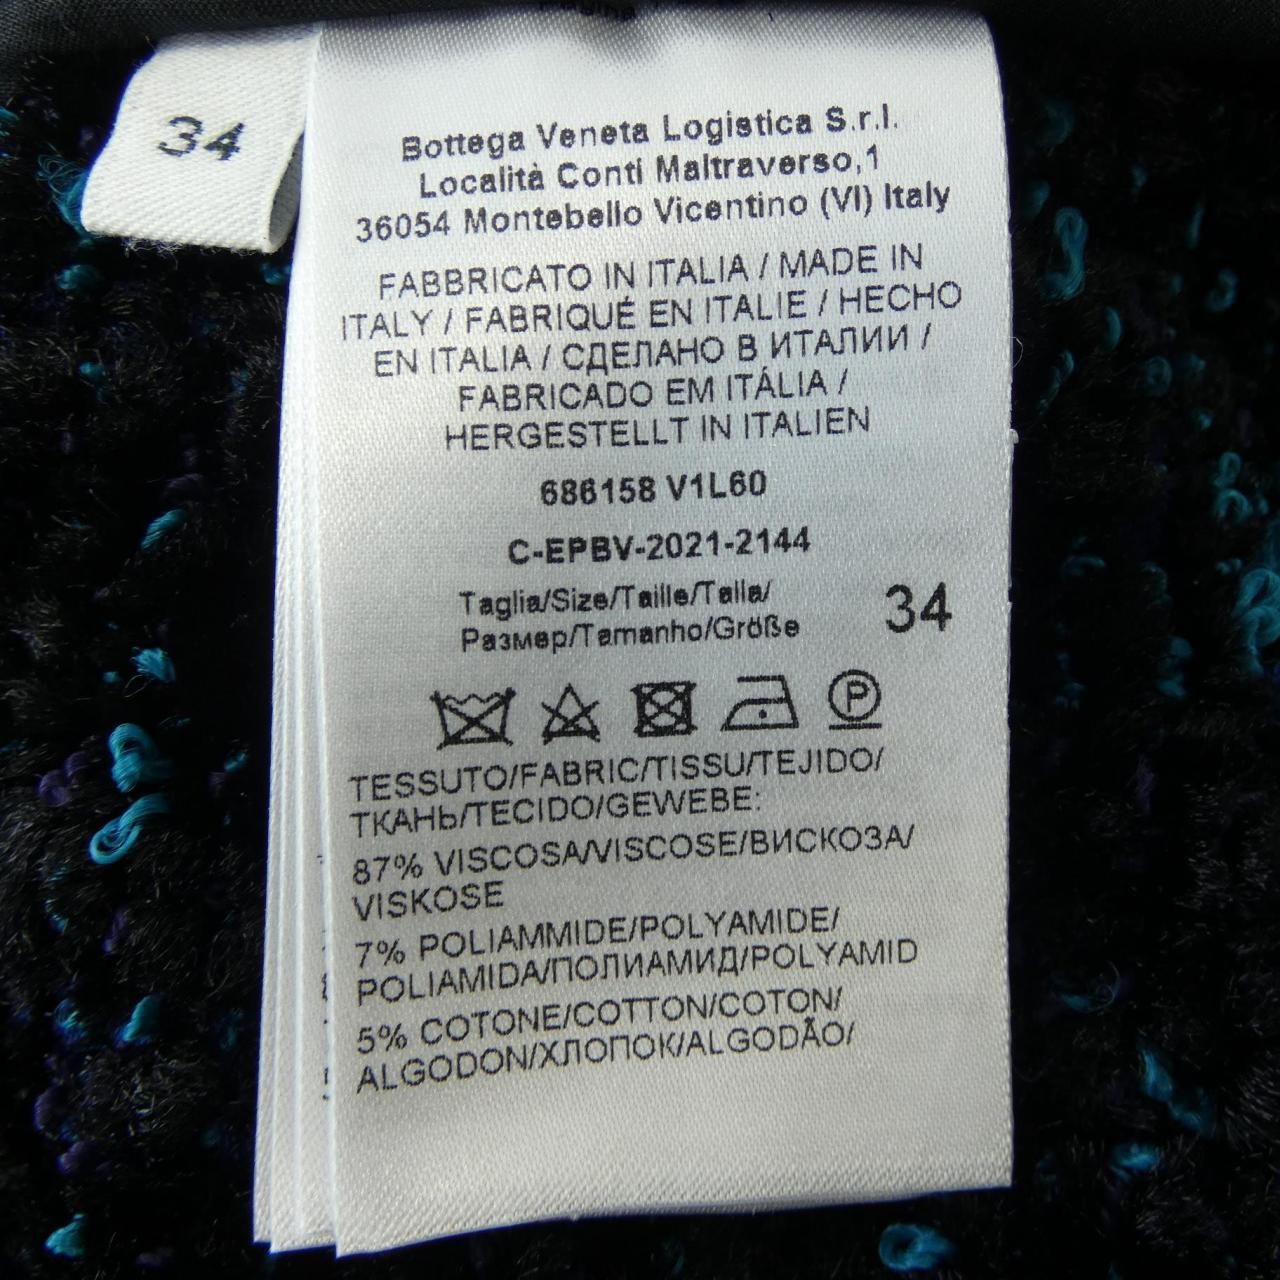 34
Bottega Veneta Logistica S.r.l.
Località Conti Maltraverso,1
36054 Montebello Vicentino (VI) Italy
FABBRICATO IN ITALIA / MADE IN
ITALY / FABRIQUÉ EN ITALIE / HECHO
EN ITALIA / СДЕЛАНО В ИТАЛИИ /
FABRICADO EM ITÁLIA /
HERGESTELLT IN ITALIEN
686158 V1L60
C-EPBV-2021-2144
Taglia/Size/Taille/Talla/
Размер/Tamanho/Größe 34
P
TESSUTO/FABRIC/TISSU/TEJIDO/
ТКАНЬ/TECIDO/GEWEBE:
87% VISCOSA/VISCOSE/ВИСКОЗА/
VISKOSE
7% POLIAMMIDE/POLYAMIDE/
POLIAMIDA/ПОЛИАМИД/POLYAMID
5% COTONE/COTTON/COTON/
ALGODON/ХЛОПОК/ALGODÃO/